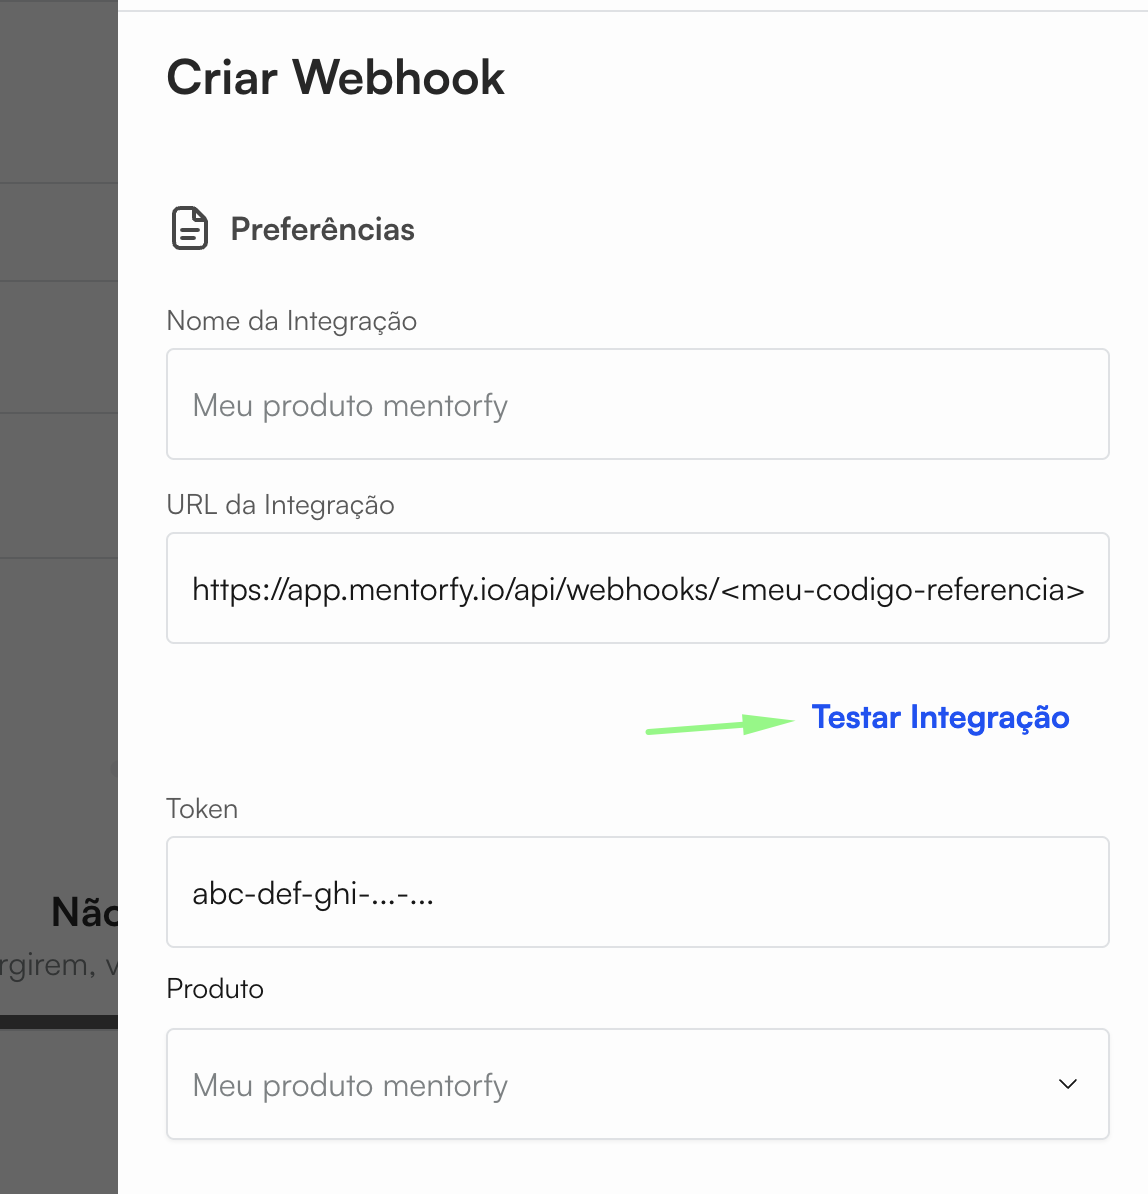 Criar Webhook
Preferências
Nome da Integração
Meu produto mentorfy
URL da Integração
https://app.mentorfy.io/api/webhooks/<meu-codigo-referencia>
Testar Integração
Token
abc-def-ghi-...-...
Não
rgirem, v
Produto
Meu produto mentorfy